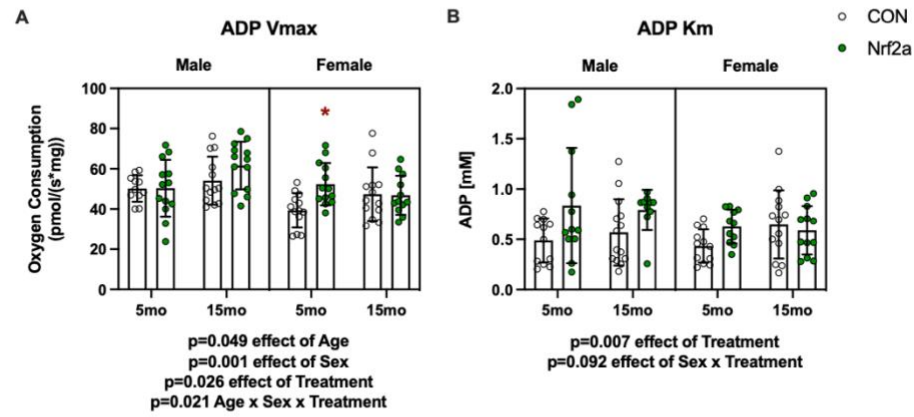 A
B
CON
Nrf2a
ADP Vmax
Male
Female
Oxygen Consumption
(pmol/(s*mg))
100
80
60
40
20
0
*
5mo
15mo
5mo
15mo
p=0.049 effect of Age
p=0.001 effect of Sex
p=0.026 effect of Treatment
p=0.021 Age x Sex x Treatment
ADP Km
Male
Female
ADP [mM]
2.0
1.5
1.0
0.5
0.0
5mo
15mo
5mo
15mo
p=0.007 effect of Treatment
p=0.092 effect of Sex x Treatment